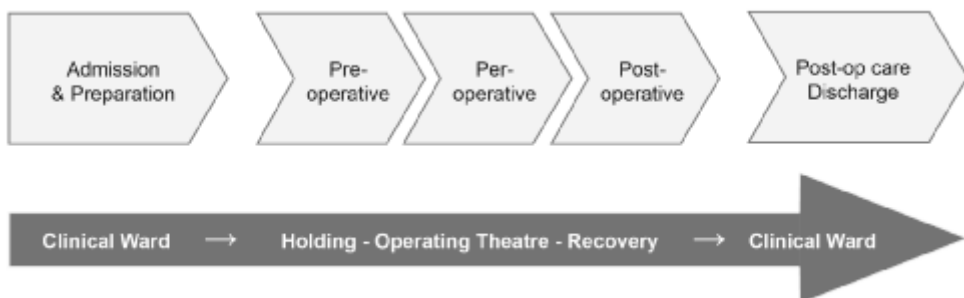 Admission
& Preparation
Pre-
operative
Per-
operative
Post-
operative
Post-op care
Discharge
Clinical Ward → Holding - Operating Theatre - Recovery → Clinical Ward